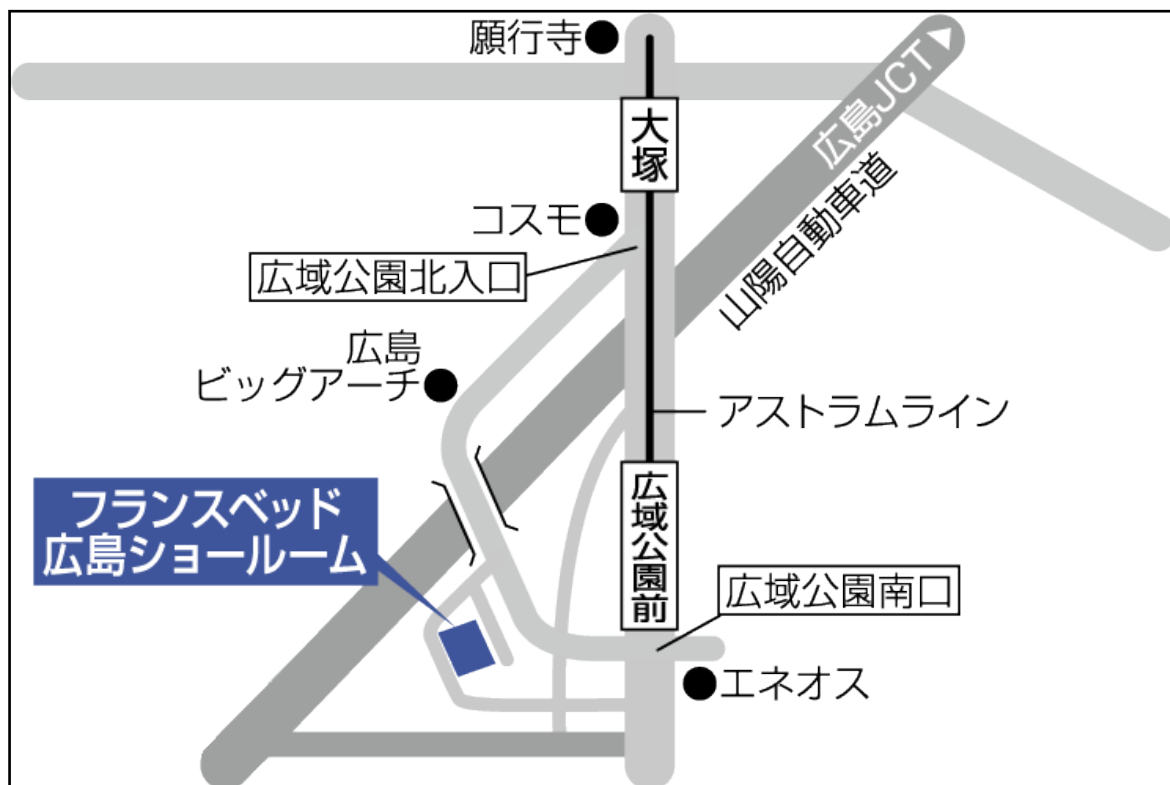 願行寺
広島JCT
大塚
山陽自動車道
コスモ
広域公園北入口
広島
ビッグアーチ
アストラムライン
フランスベッド
広島ショールーム
広域公園前
広域公園南口
エネオス